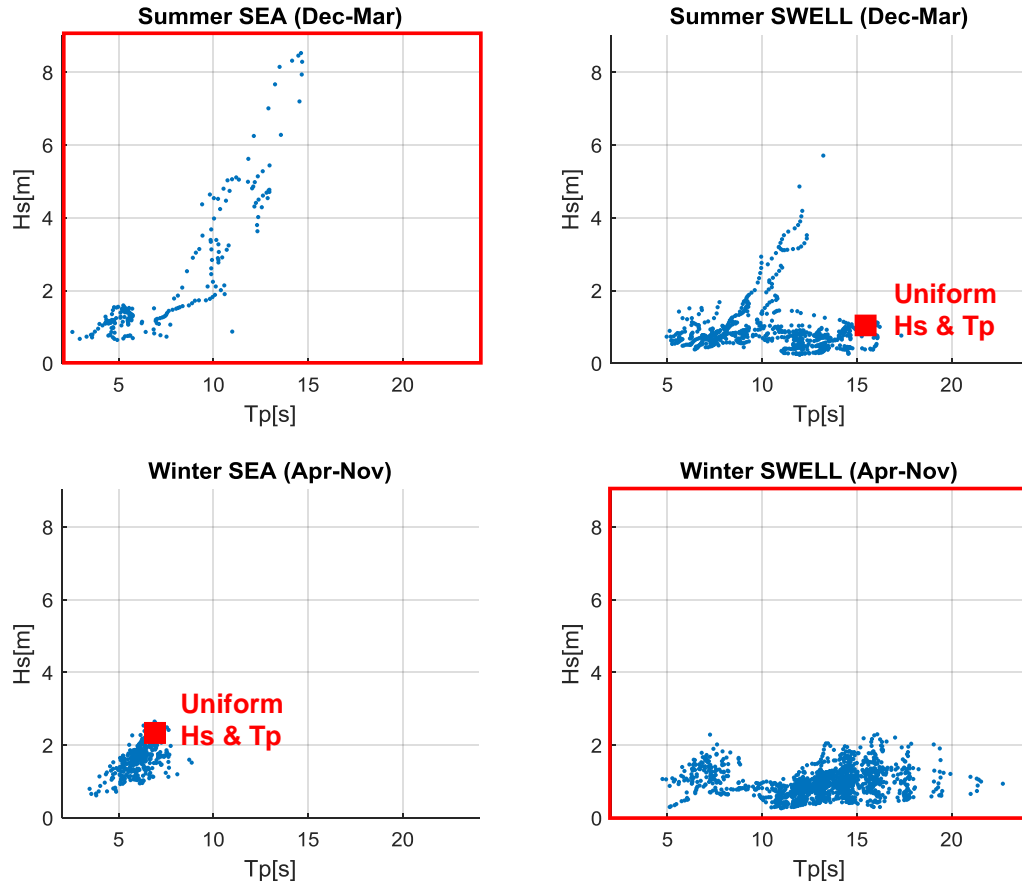 Summer SEA (Dec-Mar)
8
6
4
2
0
Hs[m]
5
10
15
20
Tp[s]
Summer SWELL (Dec-Mar)
8
6
4
2
0
Hs[m]
Uniform
Hs & Tp
5
10
15
20
Tp[s]
Winter SEA (Apr-Nov)
8
6
4
2
0
Hs[m]
Uniform
Hs & Tp
5
10
15
20
Tp[s]
Winter SWELL (Apr-Nov)
8
6
4
2
0
Hs[m]
5
10
15
20
Tp[s]